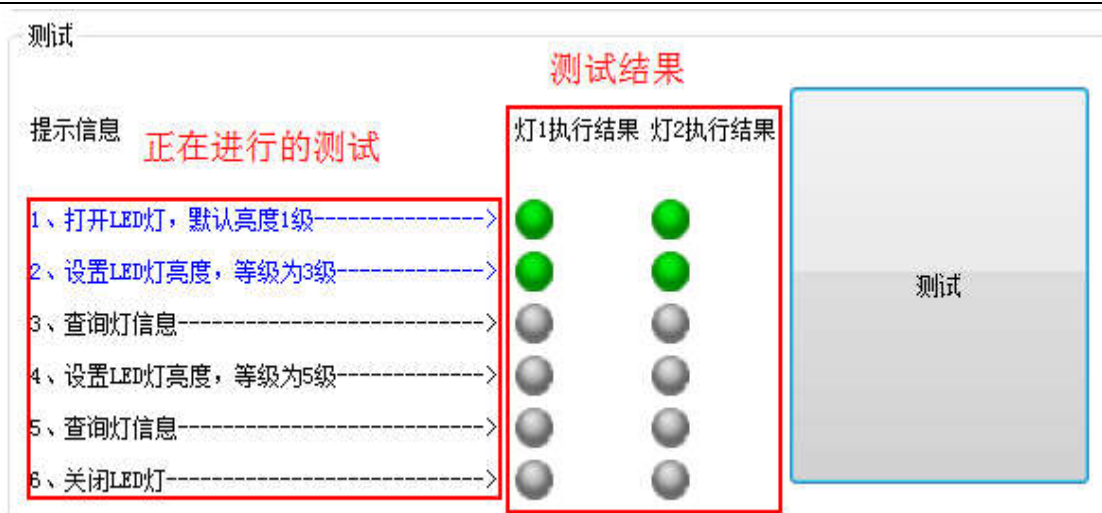 测试
测试结果
提示信息
正在进行的测试
灯1执行结果 灯2执行结果
1、打开LED灯，默认亮度1级--------------->
2、设置LED灯亮度，等级为3级------------->
3、查询灯信息--------------------------->
4、设置LED灯亮度，等级为5级------------->
5、查询灯信息--------------------------->
6、关闭LED灯---------------------------->
测试